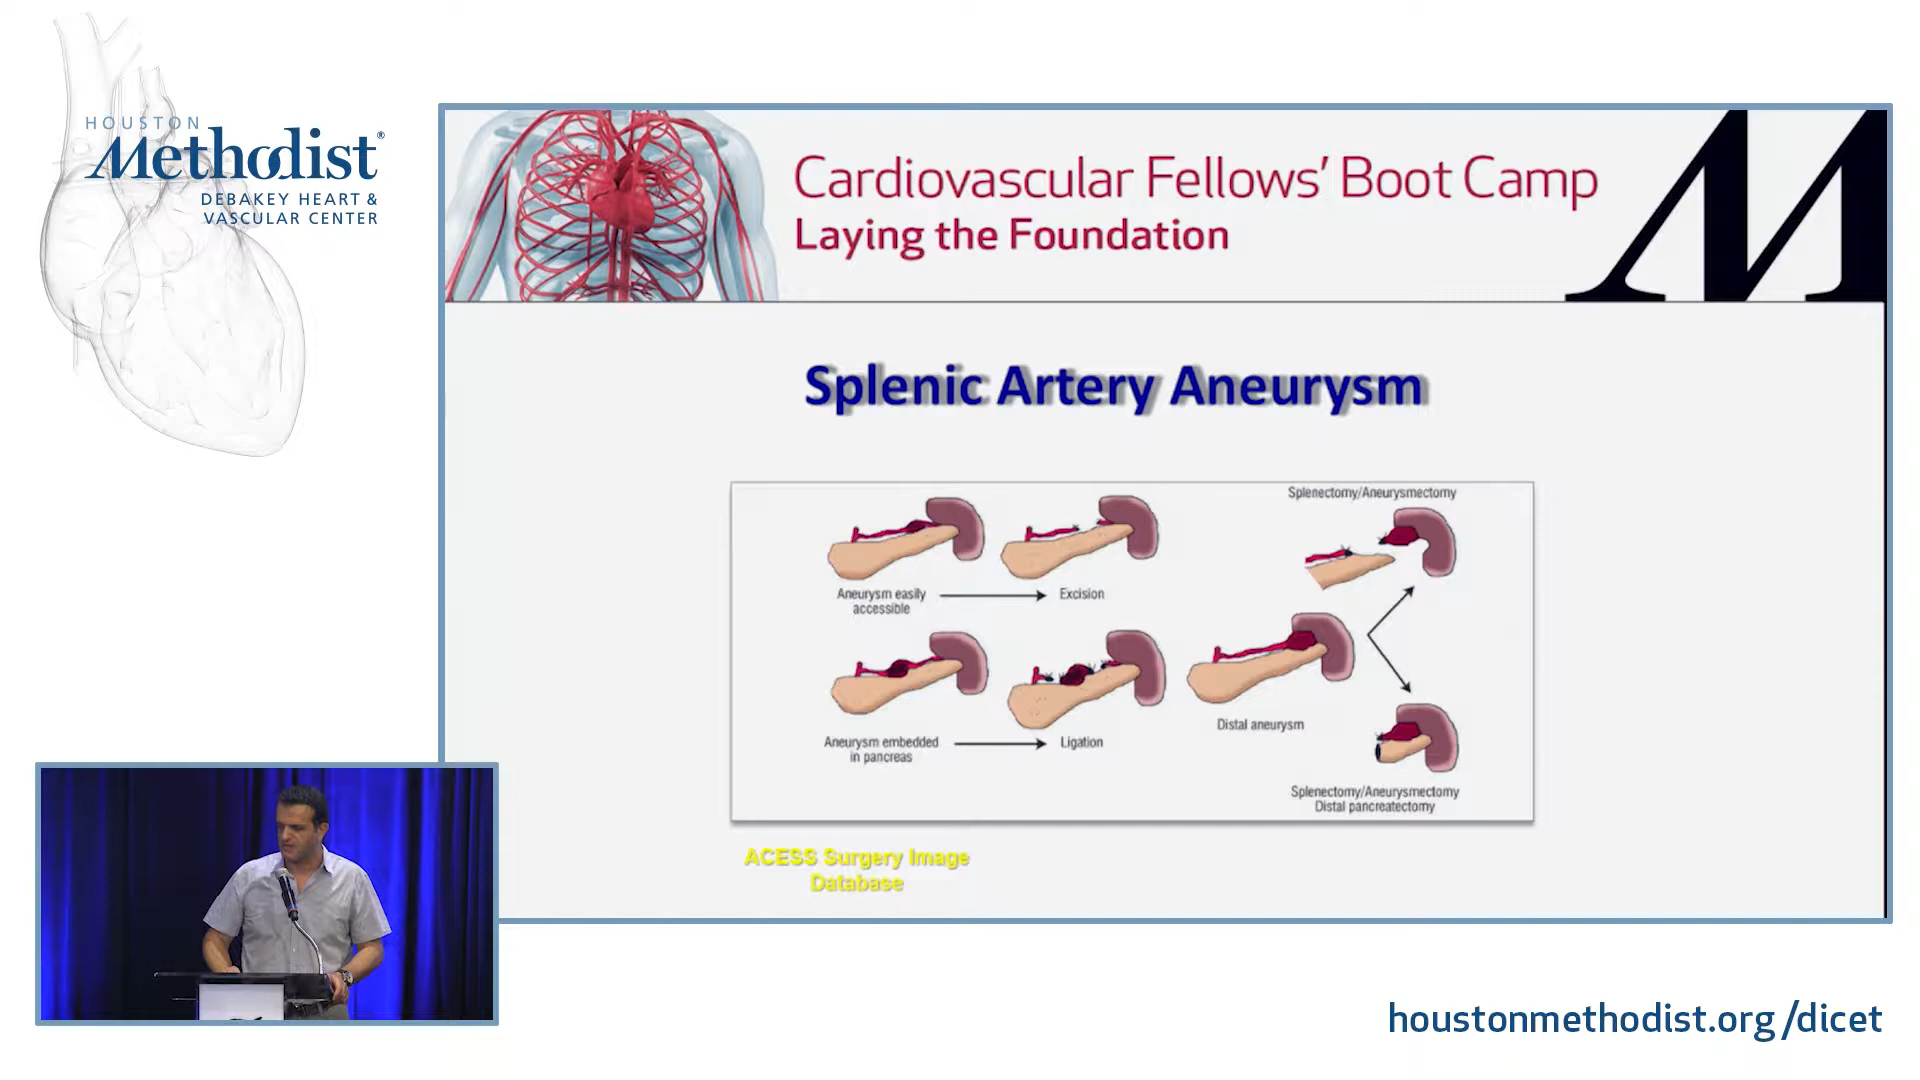 HOUSTON
Methodist®
DEBAKEY HEART &
VASCULAR CENTER
Cardiovascular Fellows’ Boot Camp
Laying the Foundation
M
Splenic Artery Aneurysm
Aneurysm easily
accessible
Excision
Aneurysm embedded
in pancreas
Ligation
Splenectomy/Aneurysmectomy
Distal aneurysm
Splenectomy/Aneurysmectomy
Distal pancreatectomy
ACESS Surgery Image
Database
houstonmethodist.org/dicet